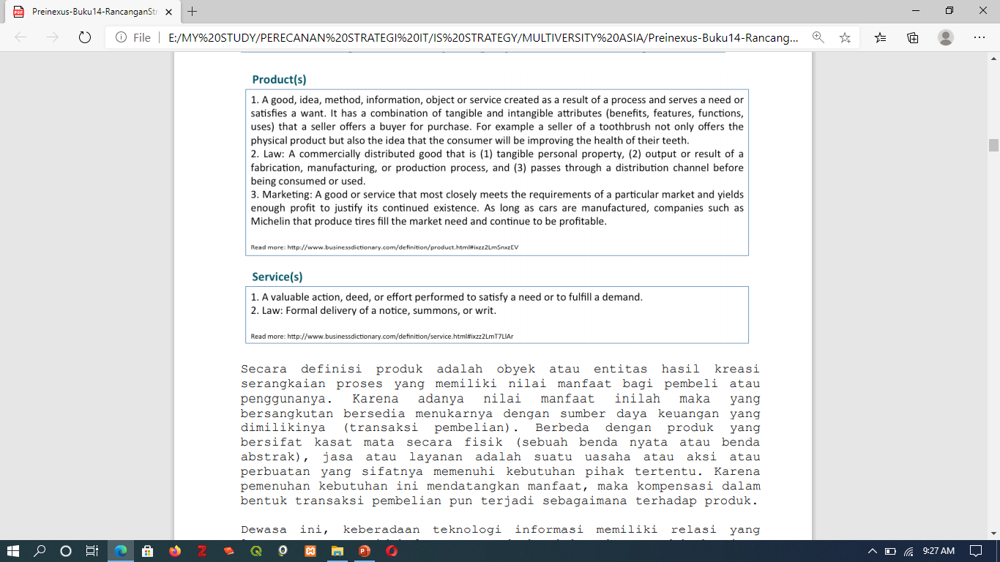 Preinexus-Buku14-RancanganStr
File
E:/MY%20STUDY/PERECANAN%20STRATEGI%20IT/IS%20STRATEGY/MULTIVERSITY%20ASIA/Preinexus-Buku14-Rancang...
Product(s)
1. A good, idea, method, information, object or service created as a result of a process and serves a need or
satisfies a want. It has a combination of tangible and intangible attributes (benefits, features, functions,
uses) that a seller offers a buyer for purchase. For example a seller of a toothbrush not only offers the
physical product but also the idea that the consumer will be improving the health of their teeth.
2. Law: A commercially distributed good that is (1) tangible personal property, (2) output or result of a
fabrication, manufacturing, or production process, and (3) passes through a distribution channel before
being consumed or used.
3. Marketing: A good or service that most closely meets the requirements of a particular market and yields
enough profit to justify its continued existence. As long as cars are manufactured, companies such as
Michelin that produce tires fill the market need and continue to be profitable.
Read more: http://www.businessdictionary.com/definition/product.html#ixzz2LmSnxzEV
Service(s)
1. A valuable action, deed, or effort performed to satisfy a need or to fulfill a demand.
2. Law: Formal delivery of a notice, summons, or writ.
Read more: http://www.businessdictionary.com/definition/service.html#ixzz2LmT7LlAr
Secara definisi produk adalah obyek atau entitas hasil kreasi
serangkaian proses yang memiliki nilai manfaat bagi pembeli atau
penggunanya. Karena adanya nilai manfaat inilah maka yang
bersangkutan bersedia menukarnya dengan sumber daya keuangan yang
dimilikinya (transaksi pembelian). Berbeda dengan produk yang
bersifat kasat mata secara fisik (sebuah benda nyata atau benda
abstrak), jasa atau layanan adalah suatu uasaha atau aksi atau
perbuatan yang sifatnya memenuhi kebutuhan pihak tertentu. Karena
pemenuhan kebutuhan ini mendatangkan manfaat, maka kompensasi dalam
bentuk transaksi pembelian pun terjadi sebagaimana terhadap produk.
Dewasa ini, keberadaan teknologi informasi memiliki relasi yang
9:27 AM